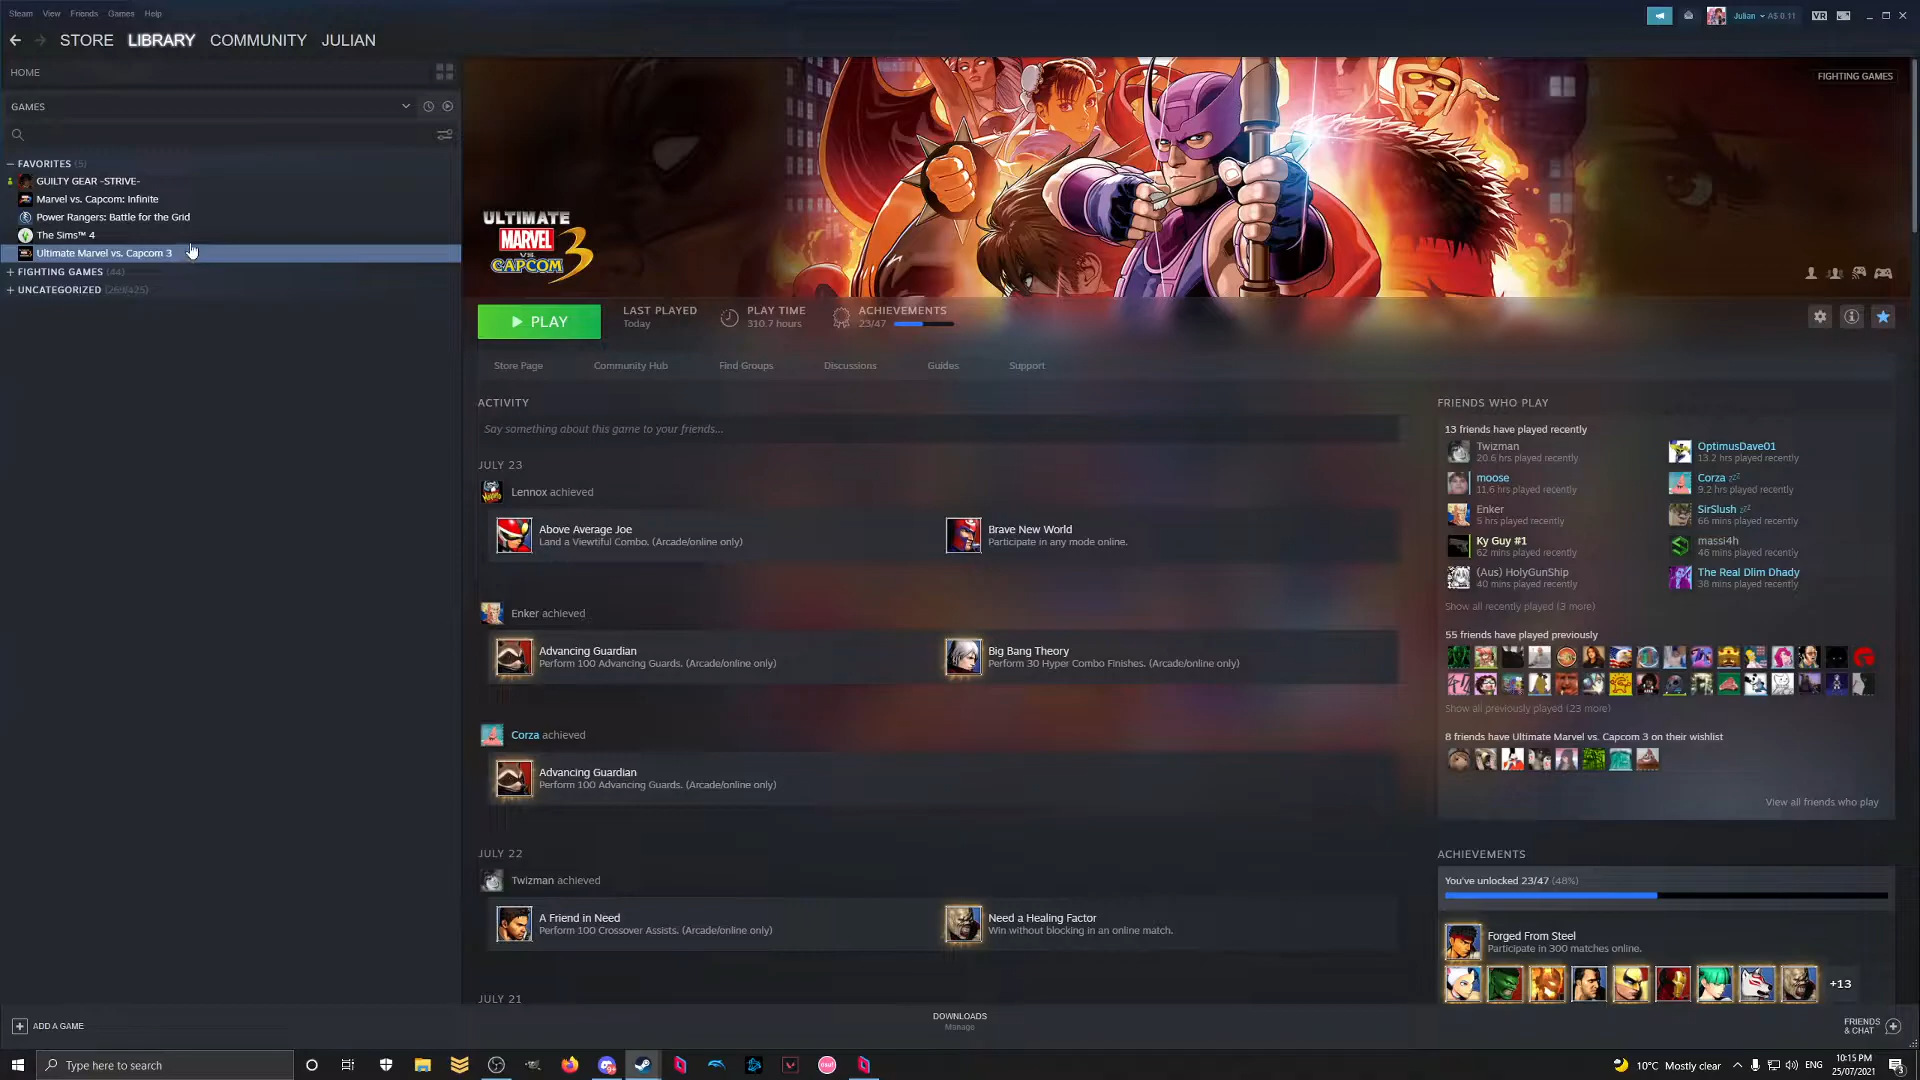 Steam View Friends Games Help
Julian A$ 0.11
VR
STORE LIBRARY COMMUNITY JULIAN
HOME
GAMES
FAVORITES (5)
GUILTY GEAR -STRIVE-
Marvel vs. Capcom: Infinite
Power Rangers: Battle for the Grid
The Sims™ 4
Ultimate Marvel vs. Capcom 3
FIGHTING GAMES (44)
UNCATEGORIZED
FIGHTING GAMES
ULTIMATE
MARVEL
VS.
CAPCOM 3
PLAY
LAST PLAYED
Today
PLAY TIME
310.7 hours
ACHIEVEMENTS
23/47
Store Page Community Hub Find Groups Discussions Guides Support
ACTIVITY
Say something about this game to your friends...
JULY 23
Lennox achieved
Above Average Joe
Land a Viewtiful Combo. (Arcade/online only)
Brave New World
Participate in any mode online.
Enker achieved
Advancing Guardian
Perform 100 Advancing Guards. (Arcade/online only)
Big Bang Theory
Perform 30 Hyper Combo Finishes. (Arcade/online only)
Corza achieved
Advancing Guardian
Perform 100 Advancing Guards. (Arcade/online only)
JULY 22
Twizman achieved
A Friend in Need
Perform 100 Crossover Assists. (Arcade/online only)
Need a Healing Factor
Win without blocking in an online match.
JULY 21
FRIENDS WHO PLAY
13 friends have played recently
Twizman
20.6 hrs played recently
OptimusDave01
13.2 hrs played recently
moose
11.6 hrs played recently
Corza zzz
9.2 hrs played recently
Enker
5 hrs played recently
SirSlush zzz
66 mins played recently
Ky Guy #1
62 mins played recently
massi4h
46 mins played recently
(Aus) HolyGunShip
40 mins played recently
The Real Dlim Dhady
38 mins played recently
Show all recently played (3 more)
55 friends have played previously
Show all previously played (23 more)
8 friends have Ultimate Marvel vs. Capcom 3 on their wishlist
View all friends who play
ACHIEVEMENTS
You've unlocked 23/47 (48%)
Forged From Steel
Participate in 300 matches online.
+13
ADD A GAME
DOWNLOADS
Manage
FRIENDS
& CHAT
Type here to search
10°C Mostly clear
ENG
10:15 PM
25/07/2021